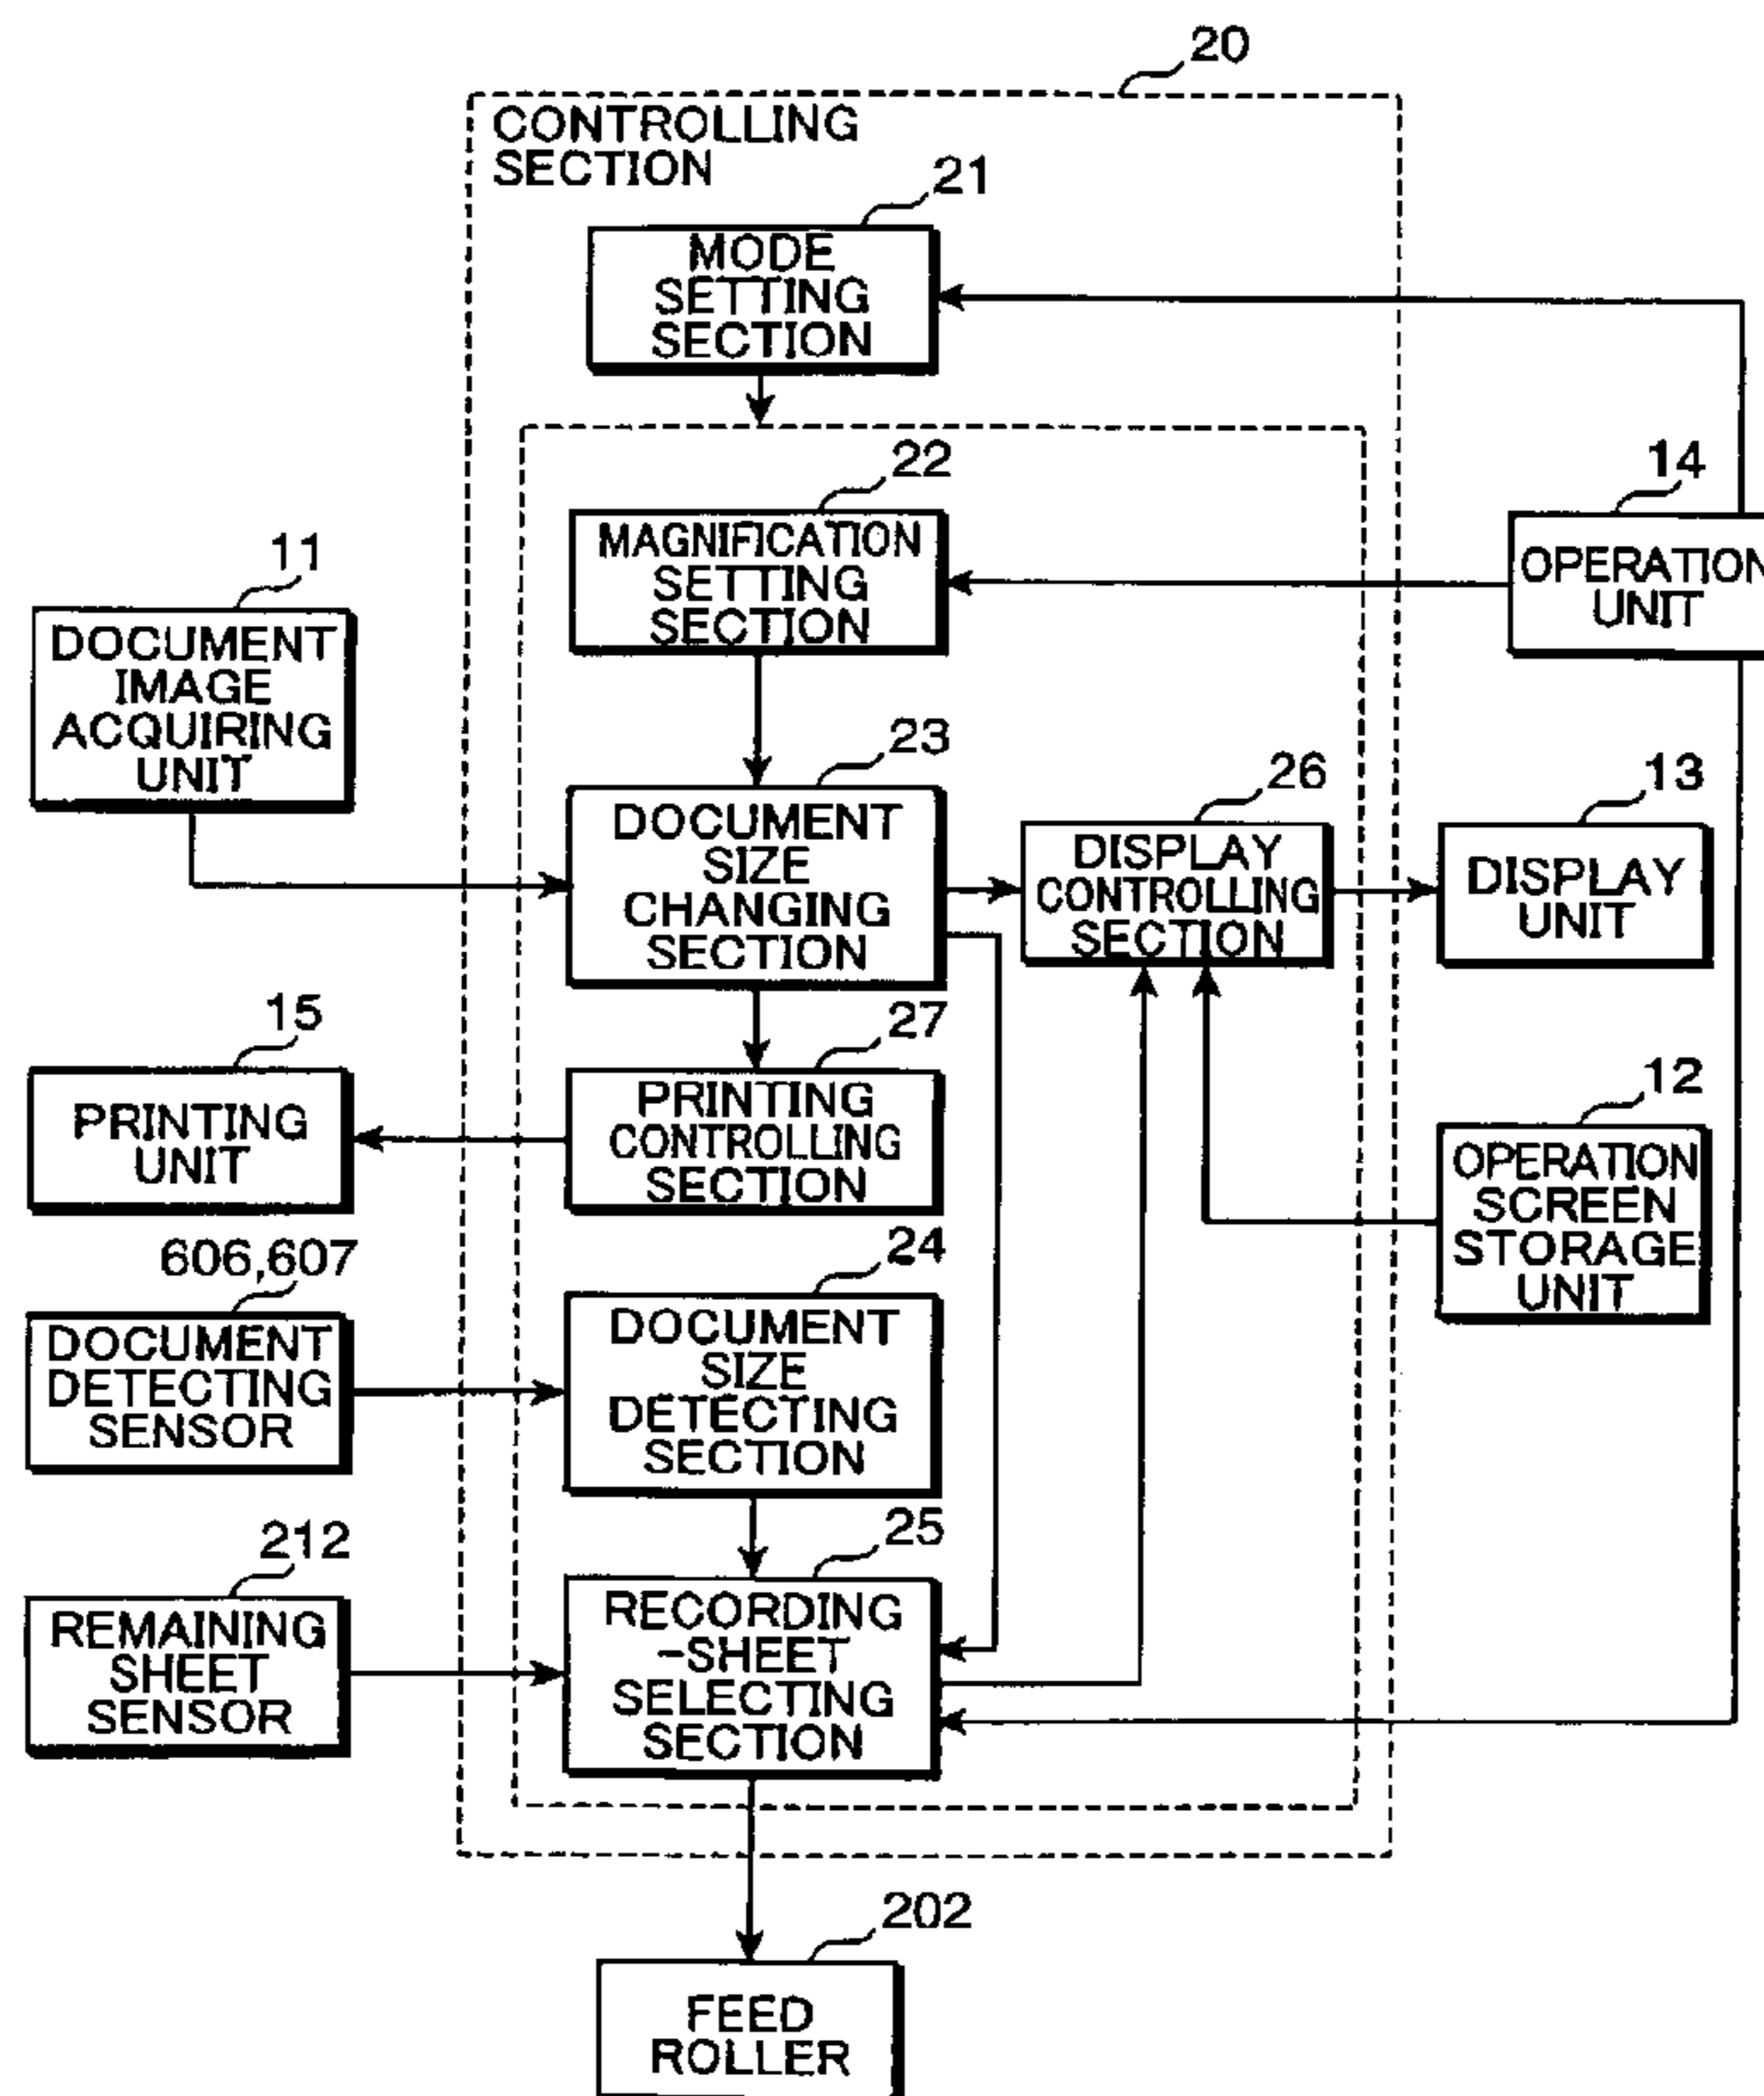 20
CONTROLLING
SECTION
21
MODE
SETTING
SECTION
22
MAGNIFICATION
SETTING
SECTION
14
OPERATION
UNIT
11
DOCUMENT
IMAGE
ACQUIRING
UNIT
23
DOCUMENT
SIZE
CHANGING
SECTION
26
DISPLAY
CONTROLLING
SECTION
13
DISPLAY
UNIT
15
PRINTING
UNIT
27
PRINTING
CONTROLLING
SECTION
12
OPERATION
SCREEN
STORAGE
UNIT
606,607
DOCUMENT
DETECTING
SENSOR
24
DOCUMENT
SIZE
DETECTING
SECTION
212
REMAINING
SHEET
SENSOR
25
RECORDING
-SHEET
SELECTING
SECTION
202
FEED
ROLLER